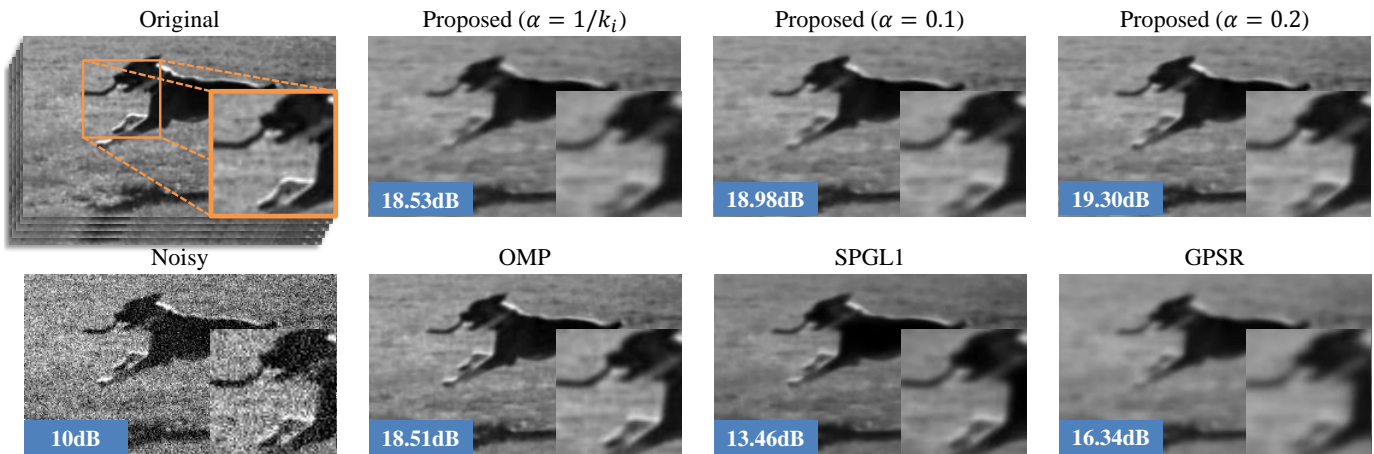 Original
Proposed (𝛼 = 1/𝑘ᵢ)
Proposed (𝛼 = 0.1)
Proposed (𝛼 = 0.2)
18.53dB
18.98dB
19.30dB
Noisy
OMP
SPGL1
GPSR
10dB
18.51dB
13.46dB
16.34dB